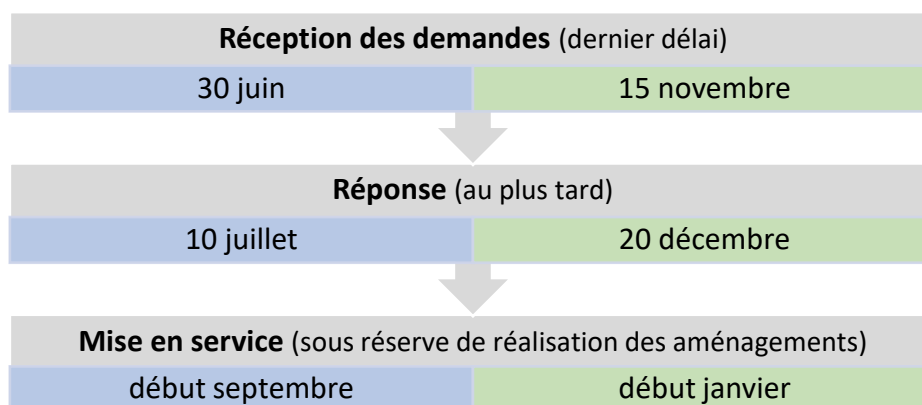 Réception des demandes (dernier délai)
30 juin 15 novembre
Réponse (au plus tard)
10 juillet 20 décembre
Mise en service (sous réserve de réalisation des aménagements)
début septembre début janvier